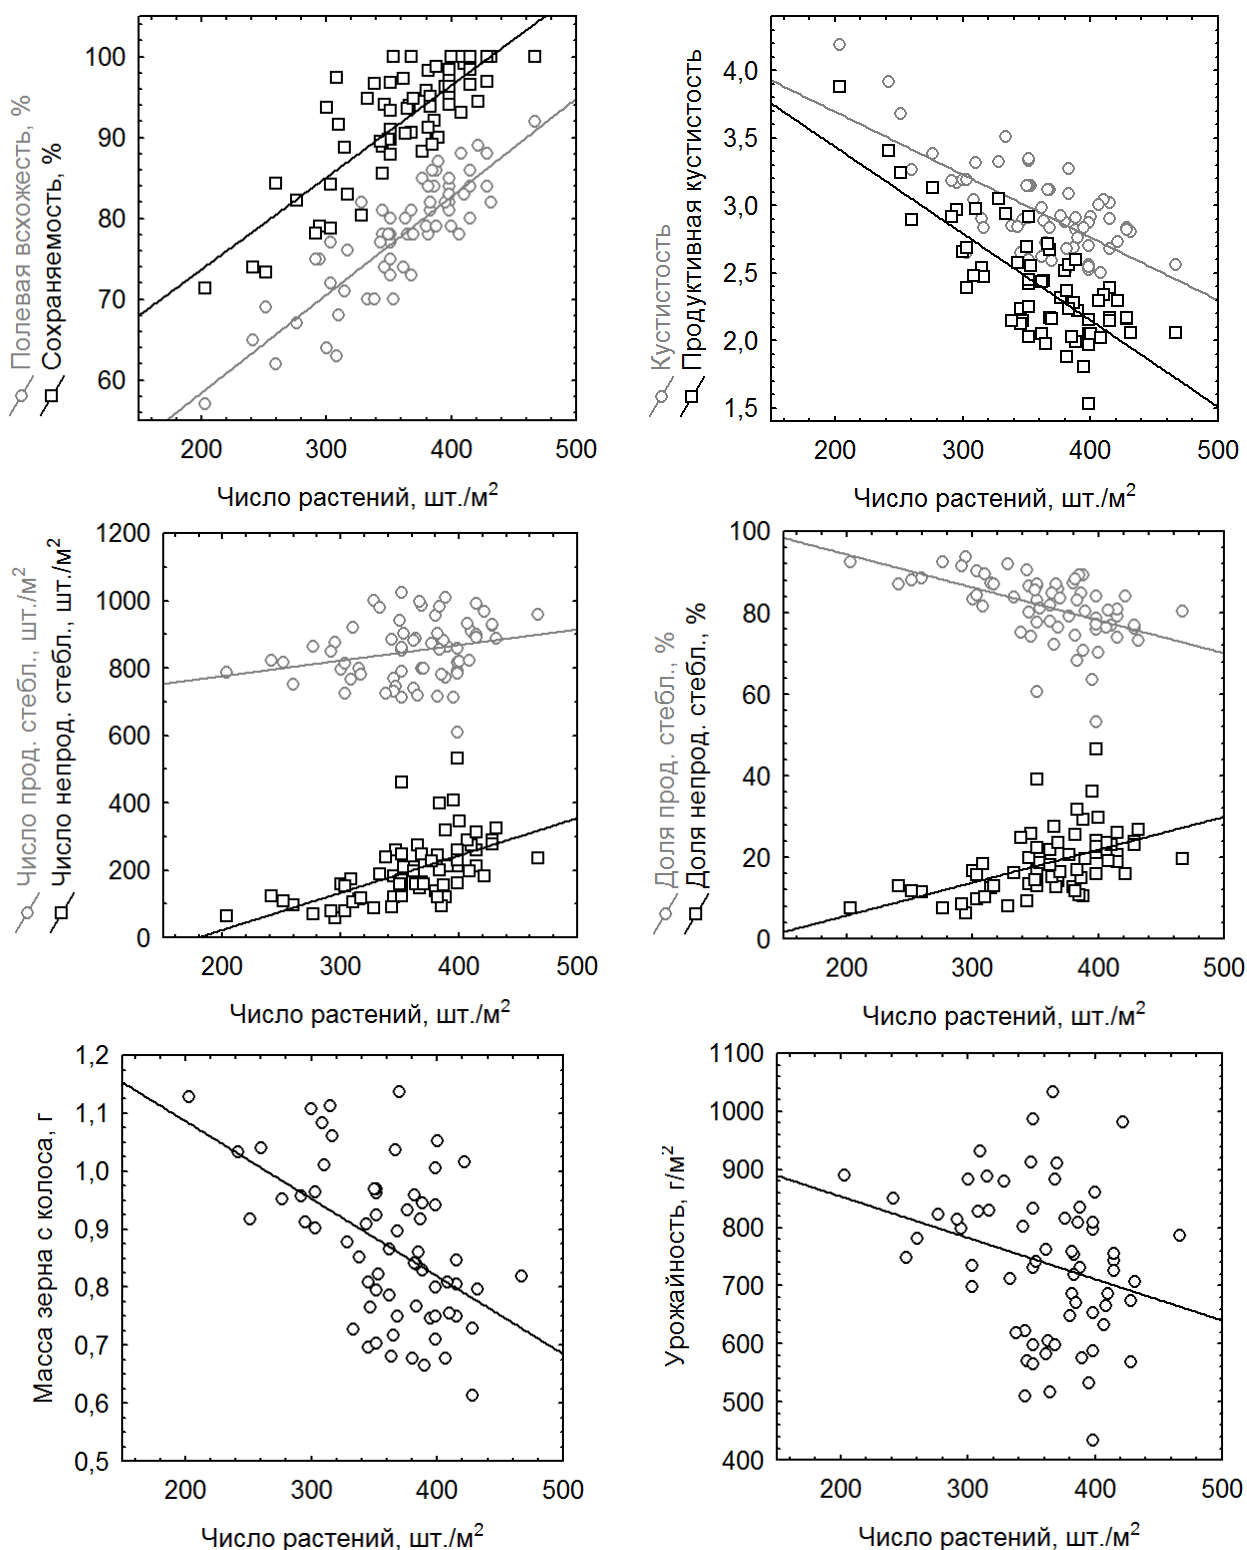 Полевая всхожесть, %
Сохраняемость, %
100
90
80
70
60
200 300 400 500
Число растений, шт./м²
Кустистость
Продуктивная кустистость
4,0
3,5
3,0
2,5
2,0
1,5
200 300 400 500
Число растений, шт./м²
Число прод. стебл., шт./м²
Число непрод. стебл., шт./м²
1200
1000
800
600
400
200
0
200 300 400 500
Число растений, шт./м²
Доля прод. стебл., %
Доля непрод. стебл., %
100
80
60
40
20
0
200 300 400 500
Число растений, шт./м²
Масса зерна с колоса, г
1,2
1,1
1,0
0,9
0,8
0,7
0,6
0,5
200 300 400 500
Число растений, шт./м²
Урожайность, г/м²
1100
1000
900
800
700
600
500
400
200 300 400 500
Число растений, шт./м²